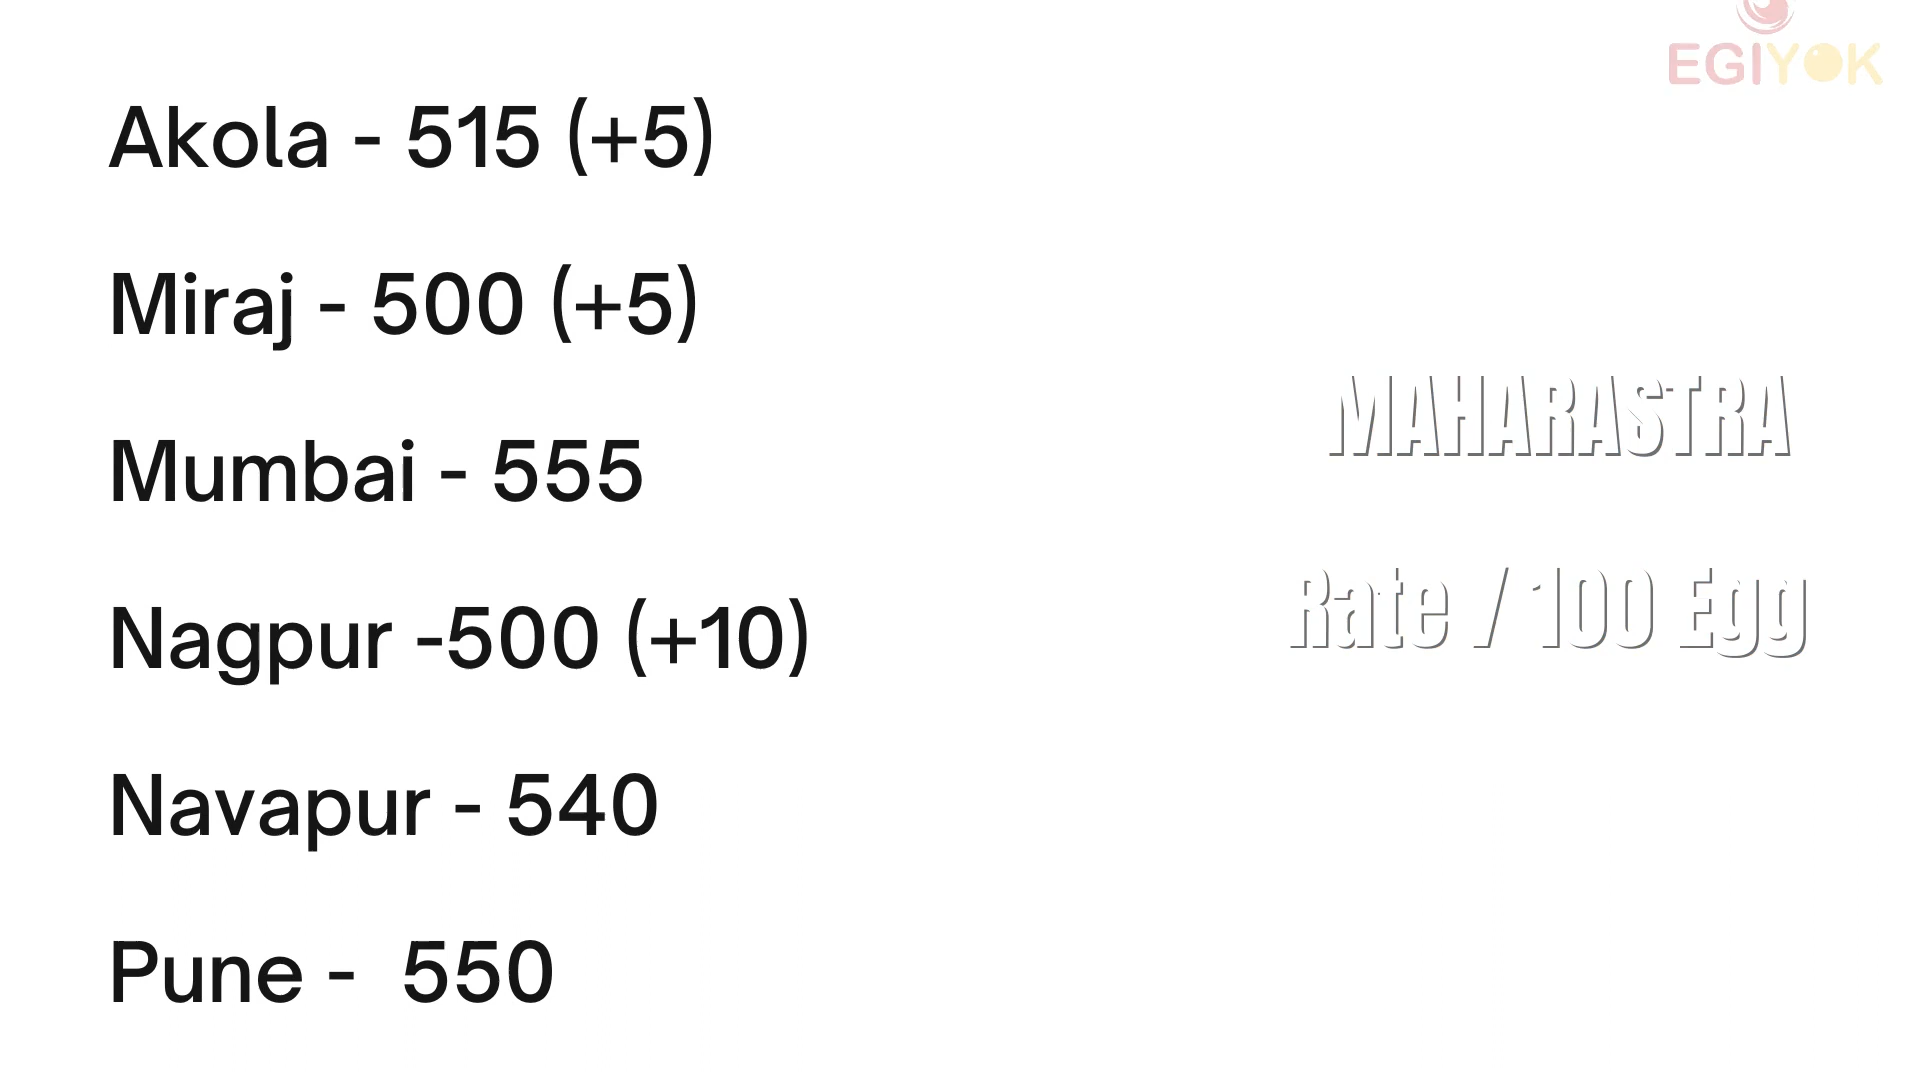 EGIYOK
Akola - 515 (+5)
Miraj - 500 (+5)
Mumbai - 555
Nagpur -500 (+10)
Navapur - 540
Pune - 550
MAHARASTRA
Rate / 100 Egg